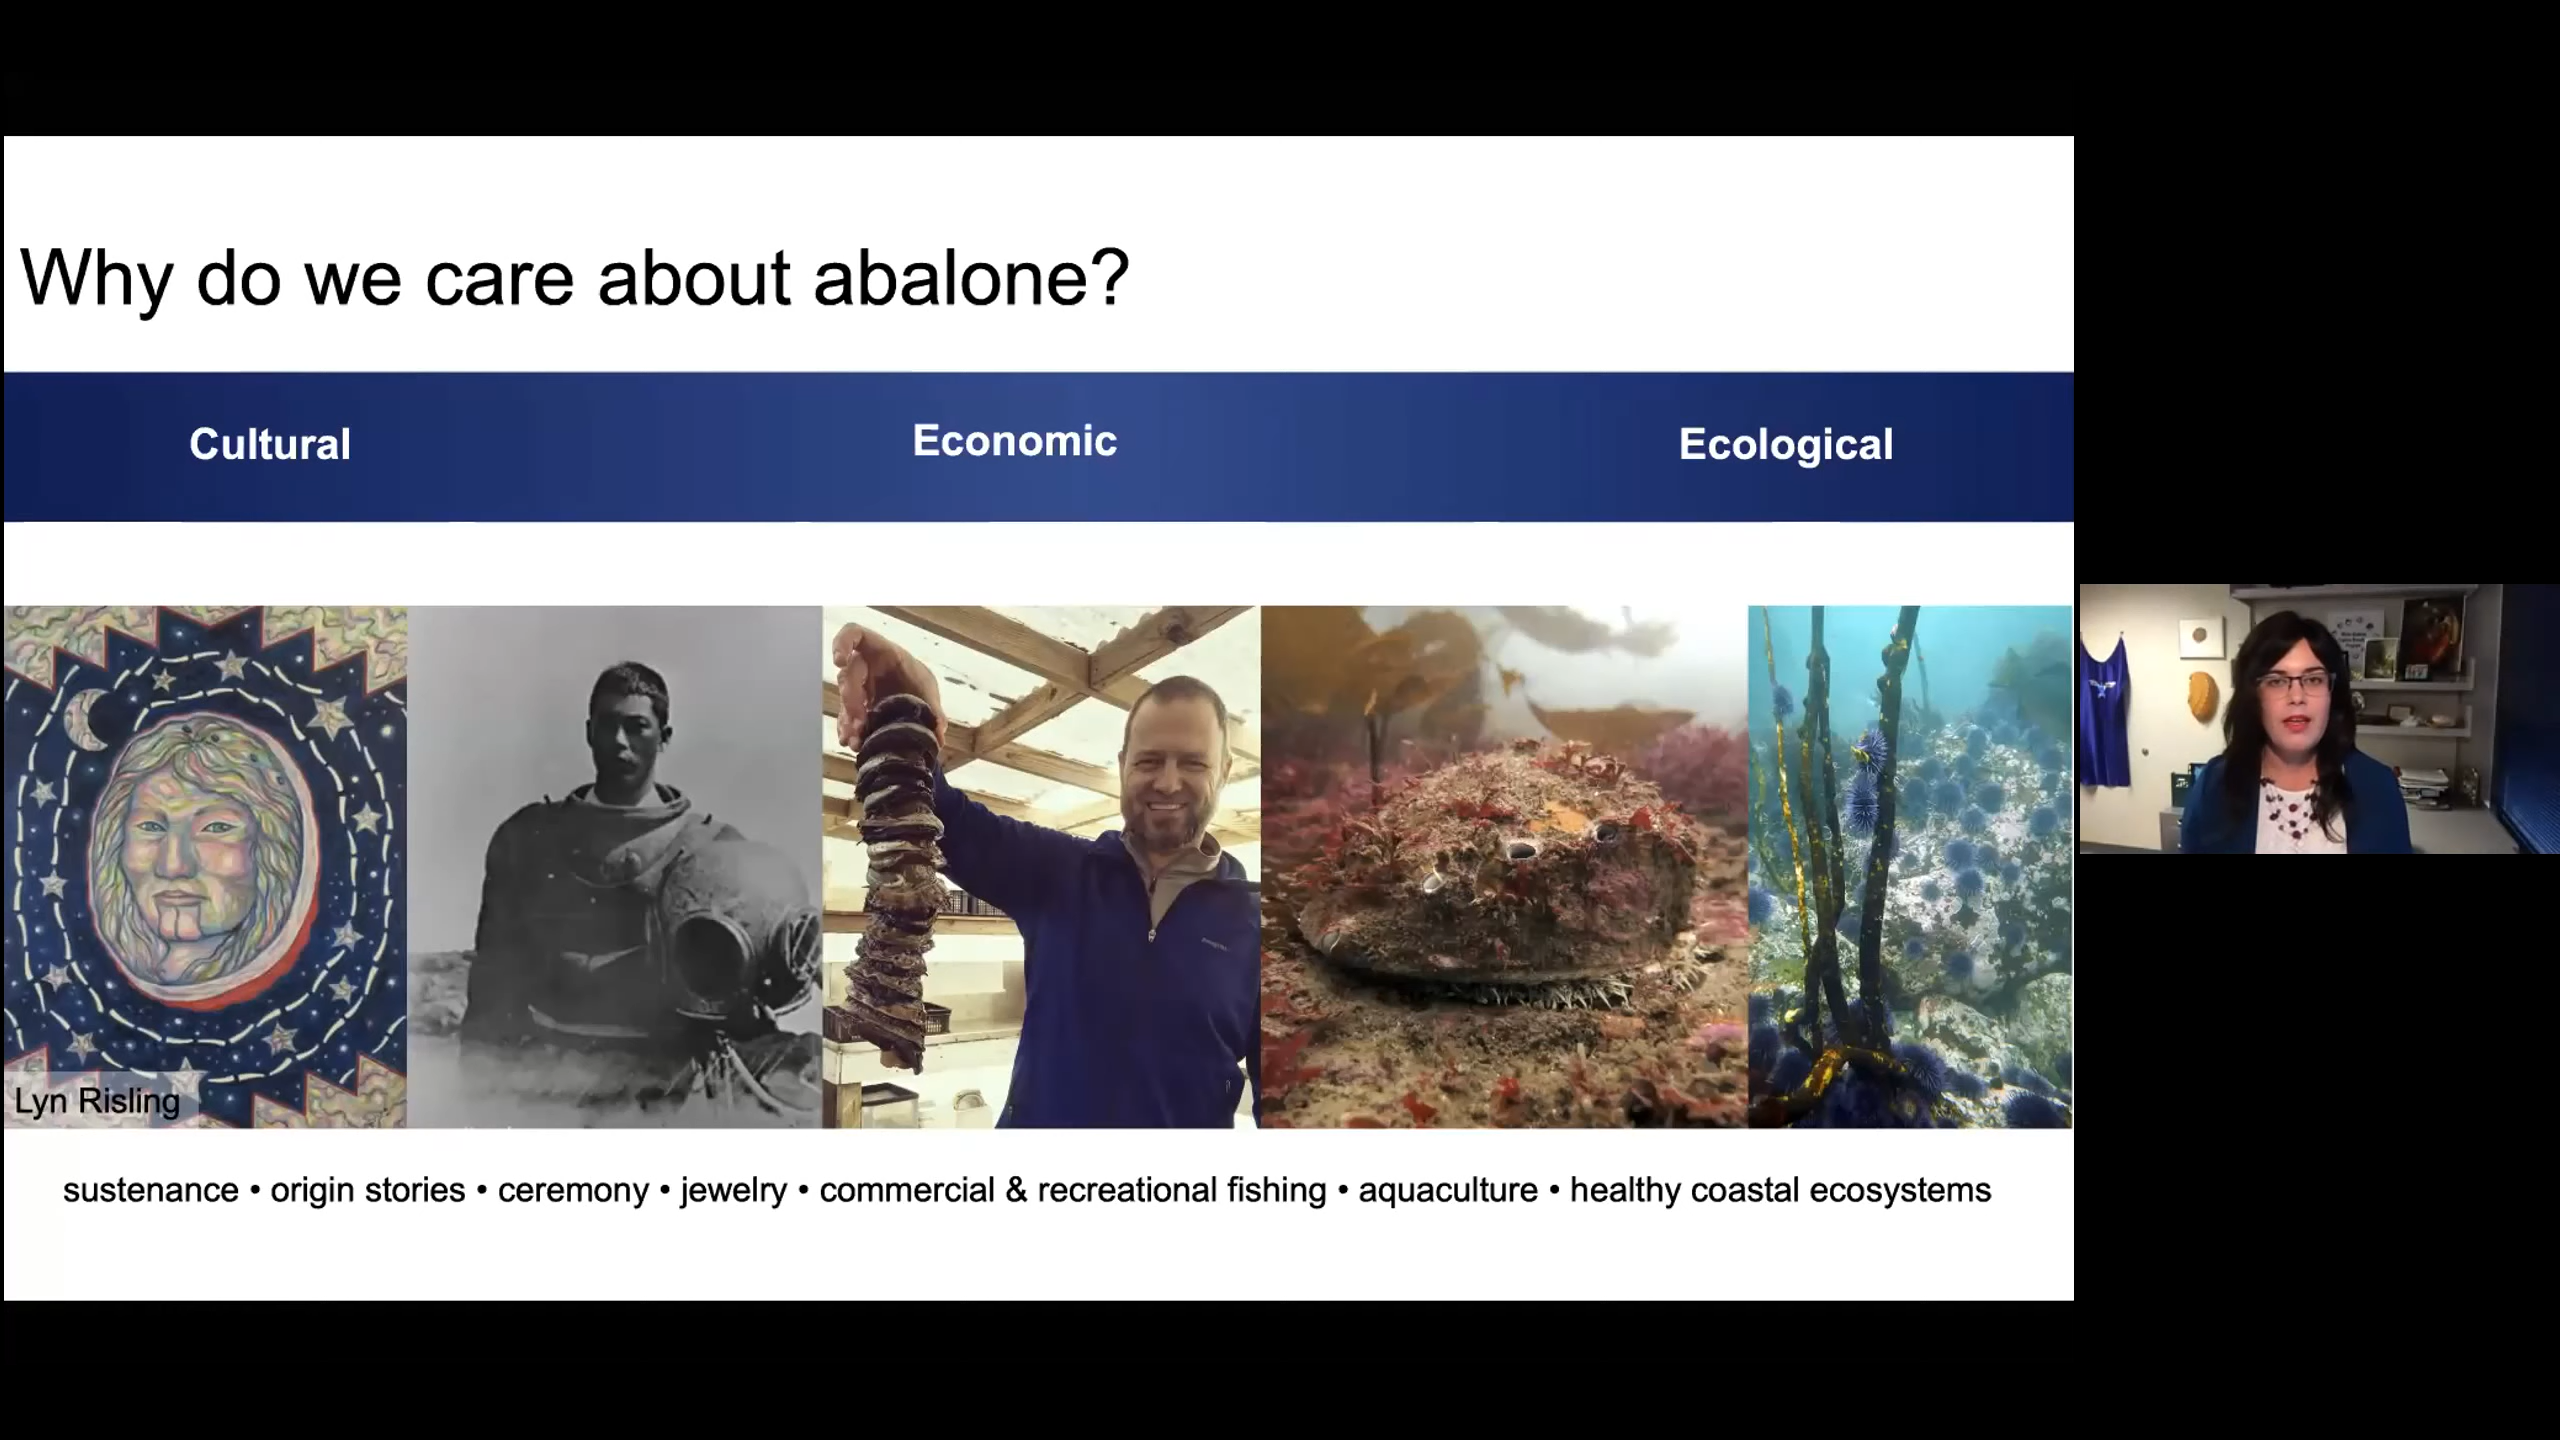 Why do we care about abalone?
Cultural
Economic
Ecological
Lyn Risling
sustenance • origin stories • ceremony • jewelry • commercial & recreational fishing • aquaculture • healthy coastal ecosystems